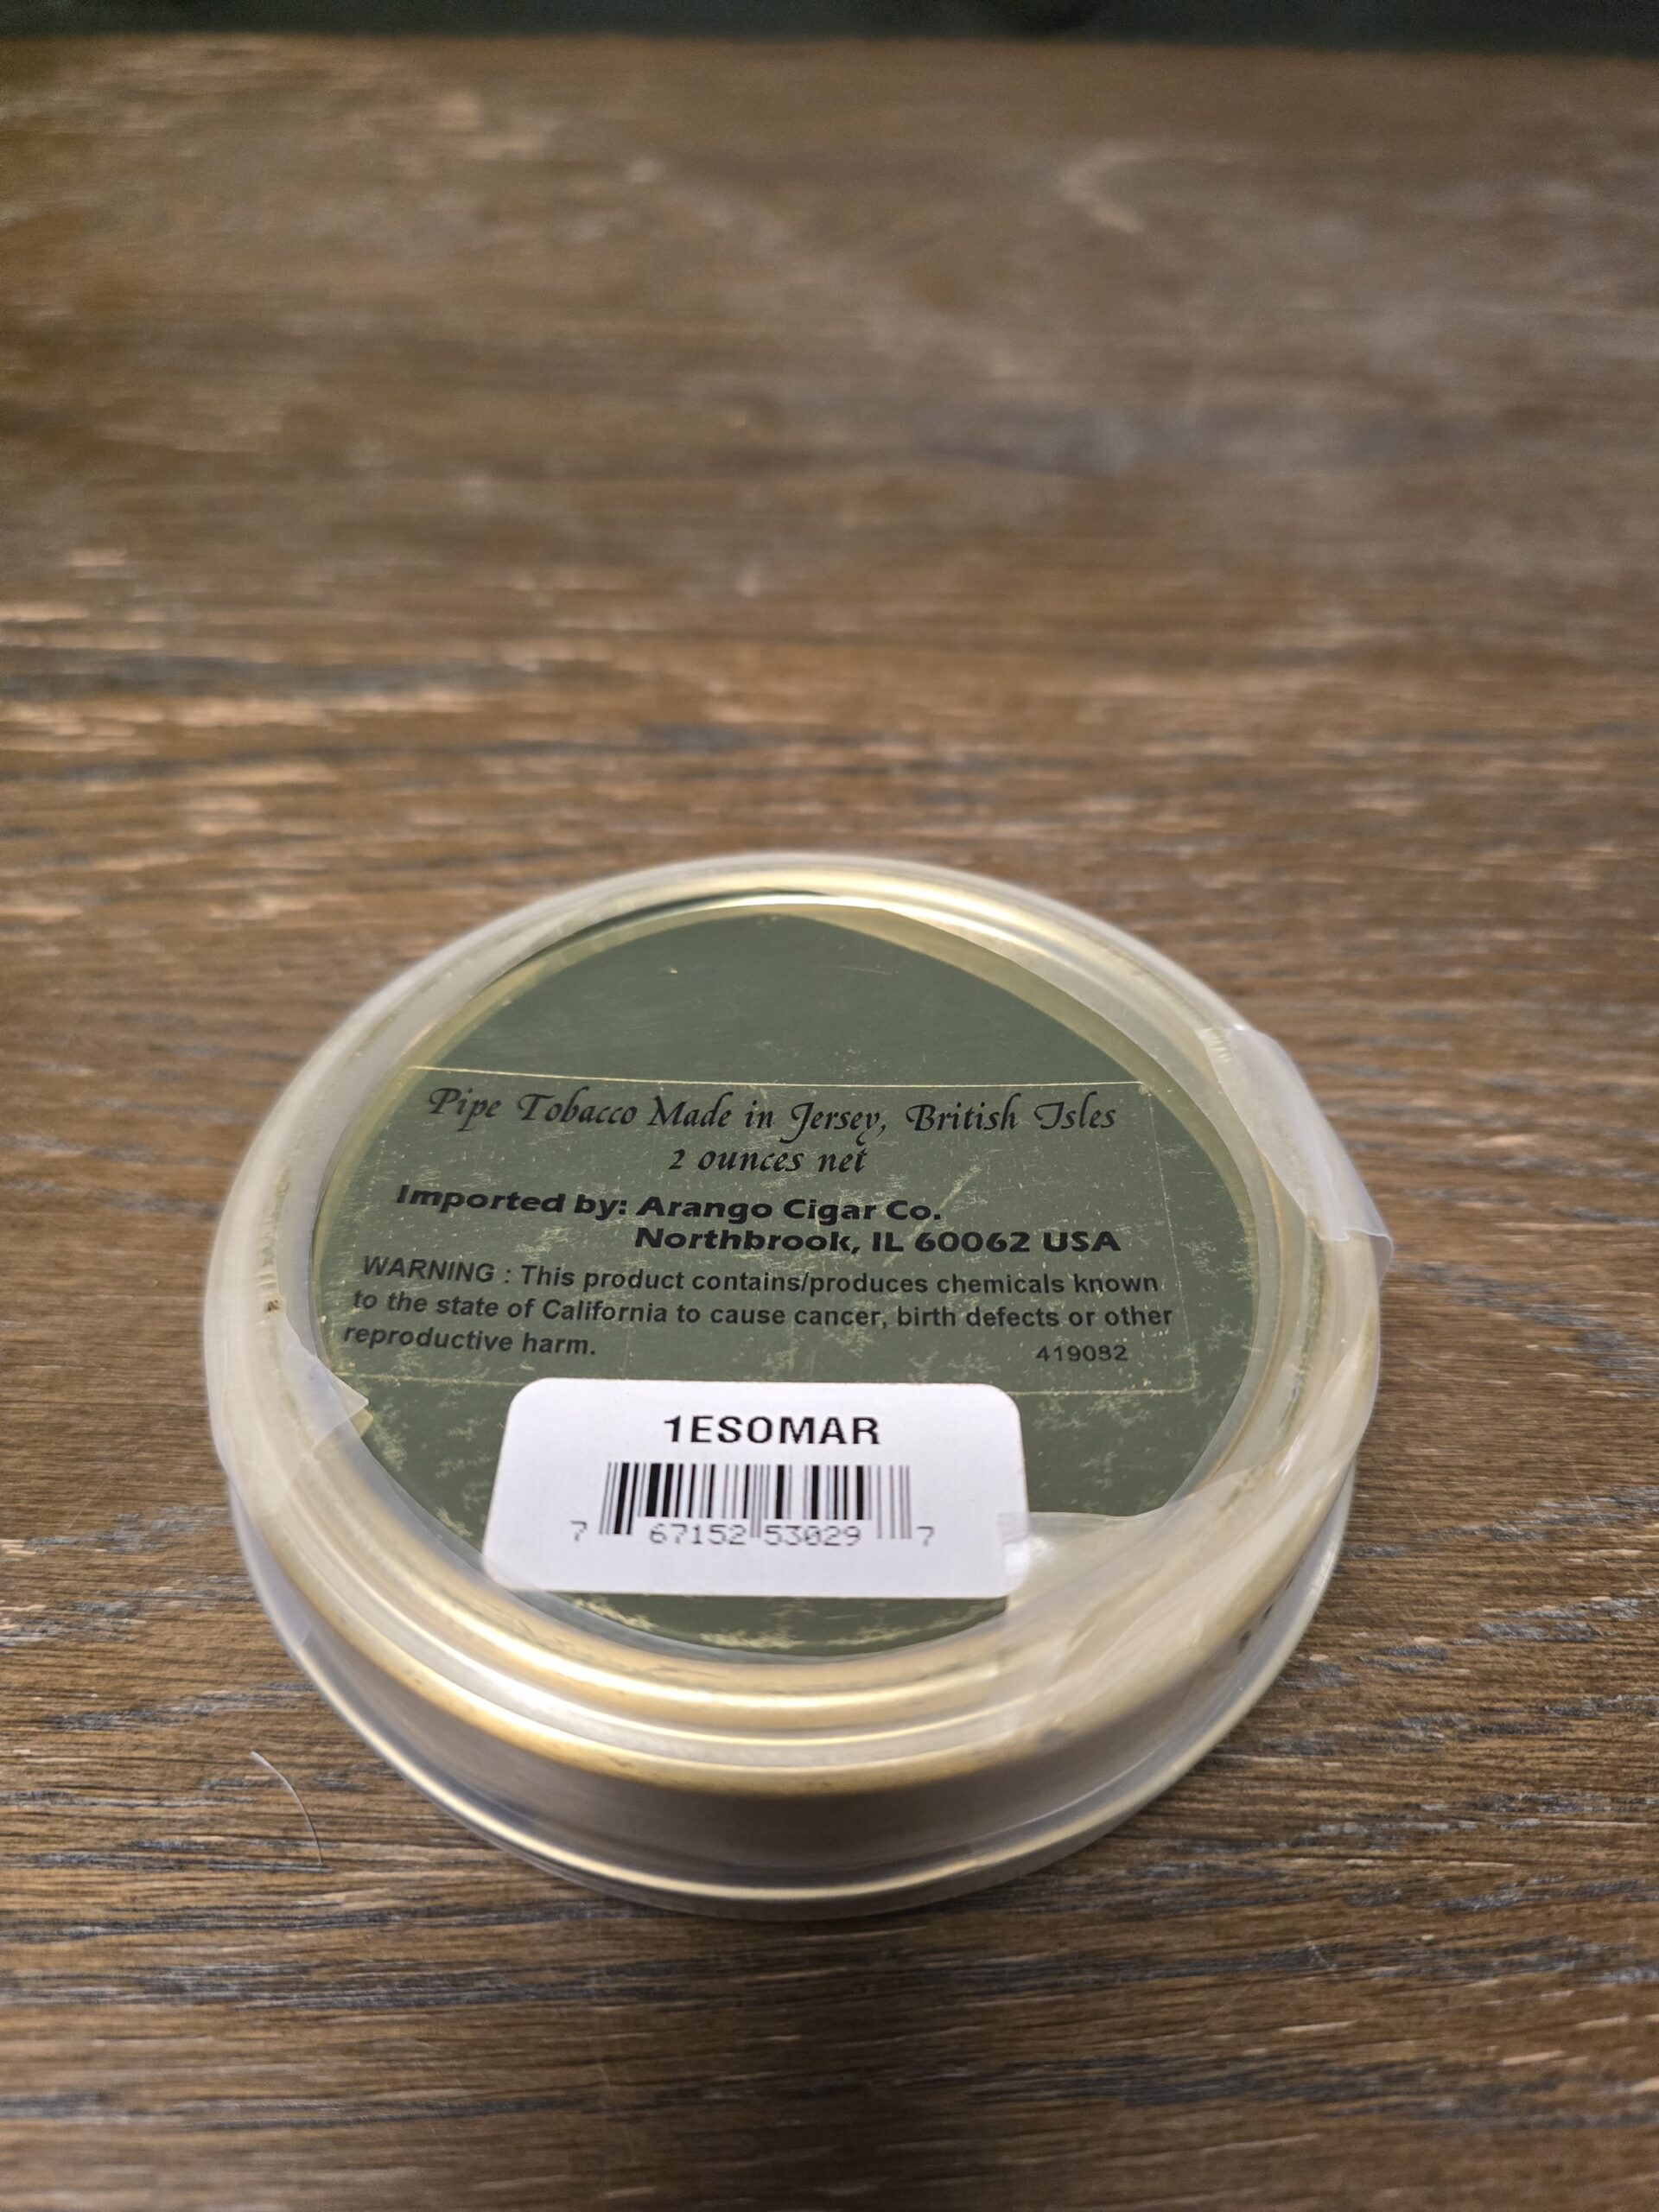 Pipe Tobacco Made in Jersey, British Isles
2 ounces net
Imported by: Arango Cigar Co.
Northbrook, IL 60062 USA
WARNING : This product contains/produces chemicals known
to the state of California to cause cancer, birth defects or other
reproductive harm.
419082
1ESOMAR
7 67152 53029 7